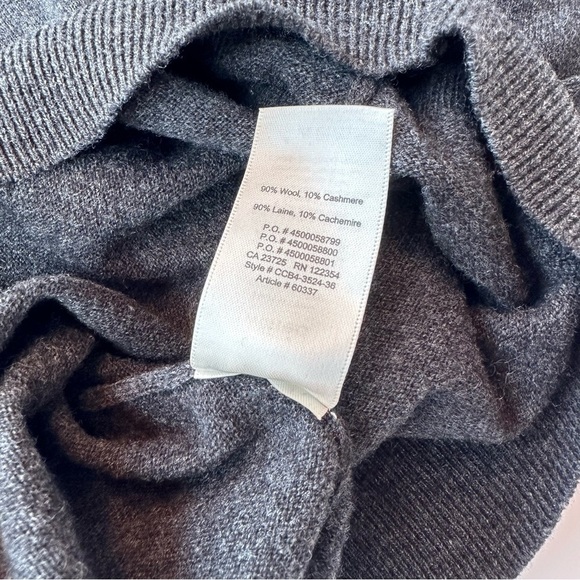 90% Wool, 10% Cashmere
90% Laine, 10% Cachemire
P.O. # 4500058799
P.O. # 4500058800
P.O. # 4500058801
CA 23725 RN 122354
Style # CCB4-3524-36
Article # 60337